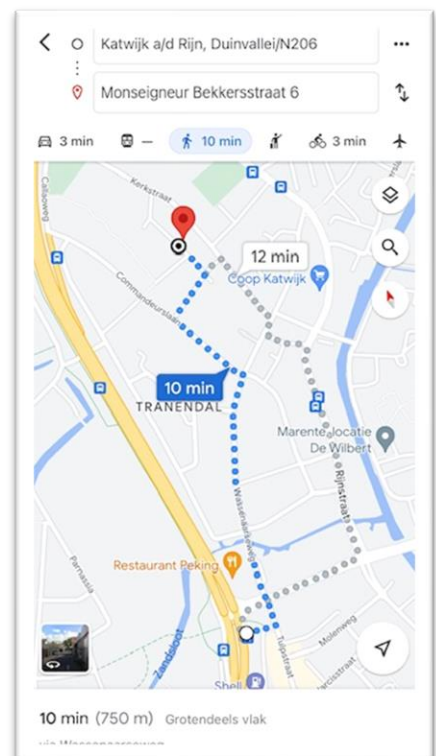 Katwijk a/d Rijn, Duinvallei/N206
Monseigneur Bekkersstraat 6
3 min
10 min
3 min
Callaoweg
Kerkstraat
12 min
Coop Katwijk
Commandeurslaan
10 min
TRANENDAL
Marente, locatie
De Wilbert
Rijnstraat
Wassenaarseweg
Restaurant Peking
Parnassia
Zandsloot
Tulpstraat
Molenweg
Shell
10 min (750 m) Grotendeels vlak